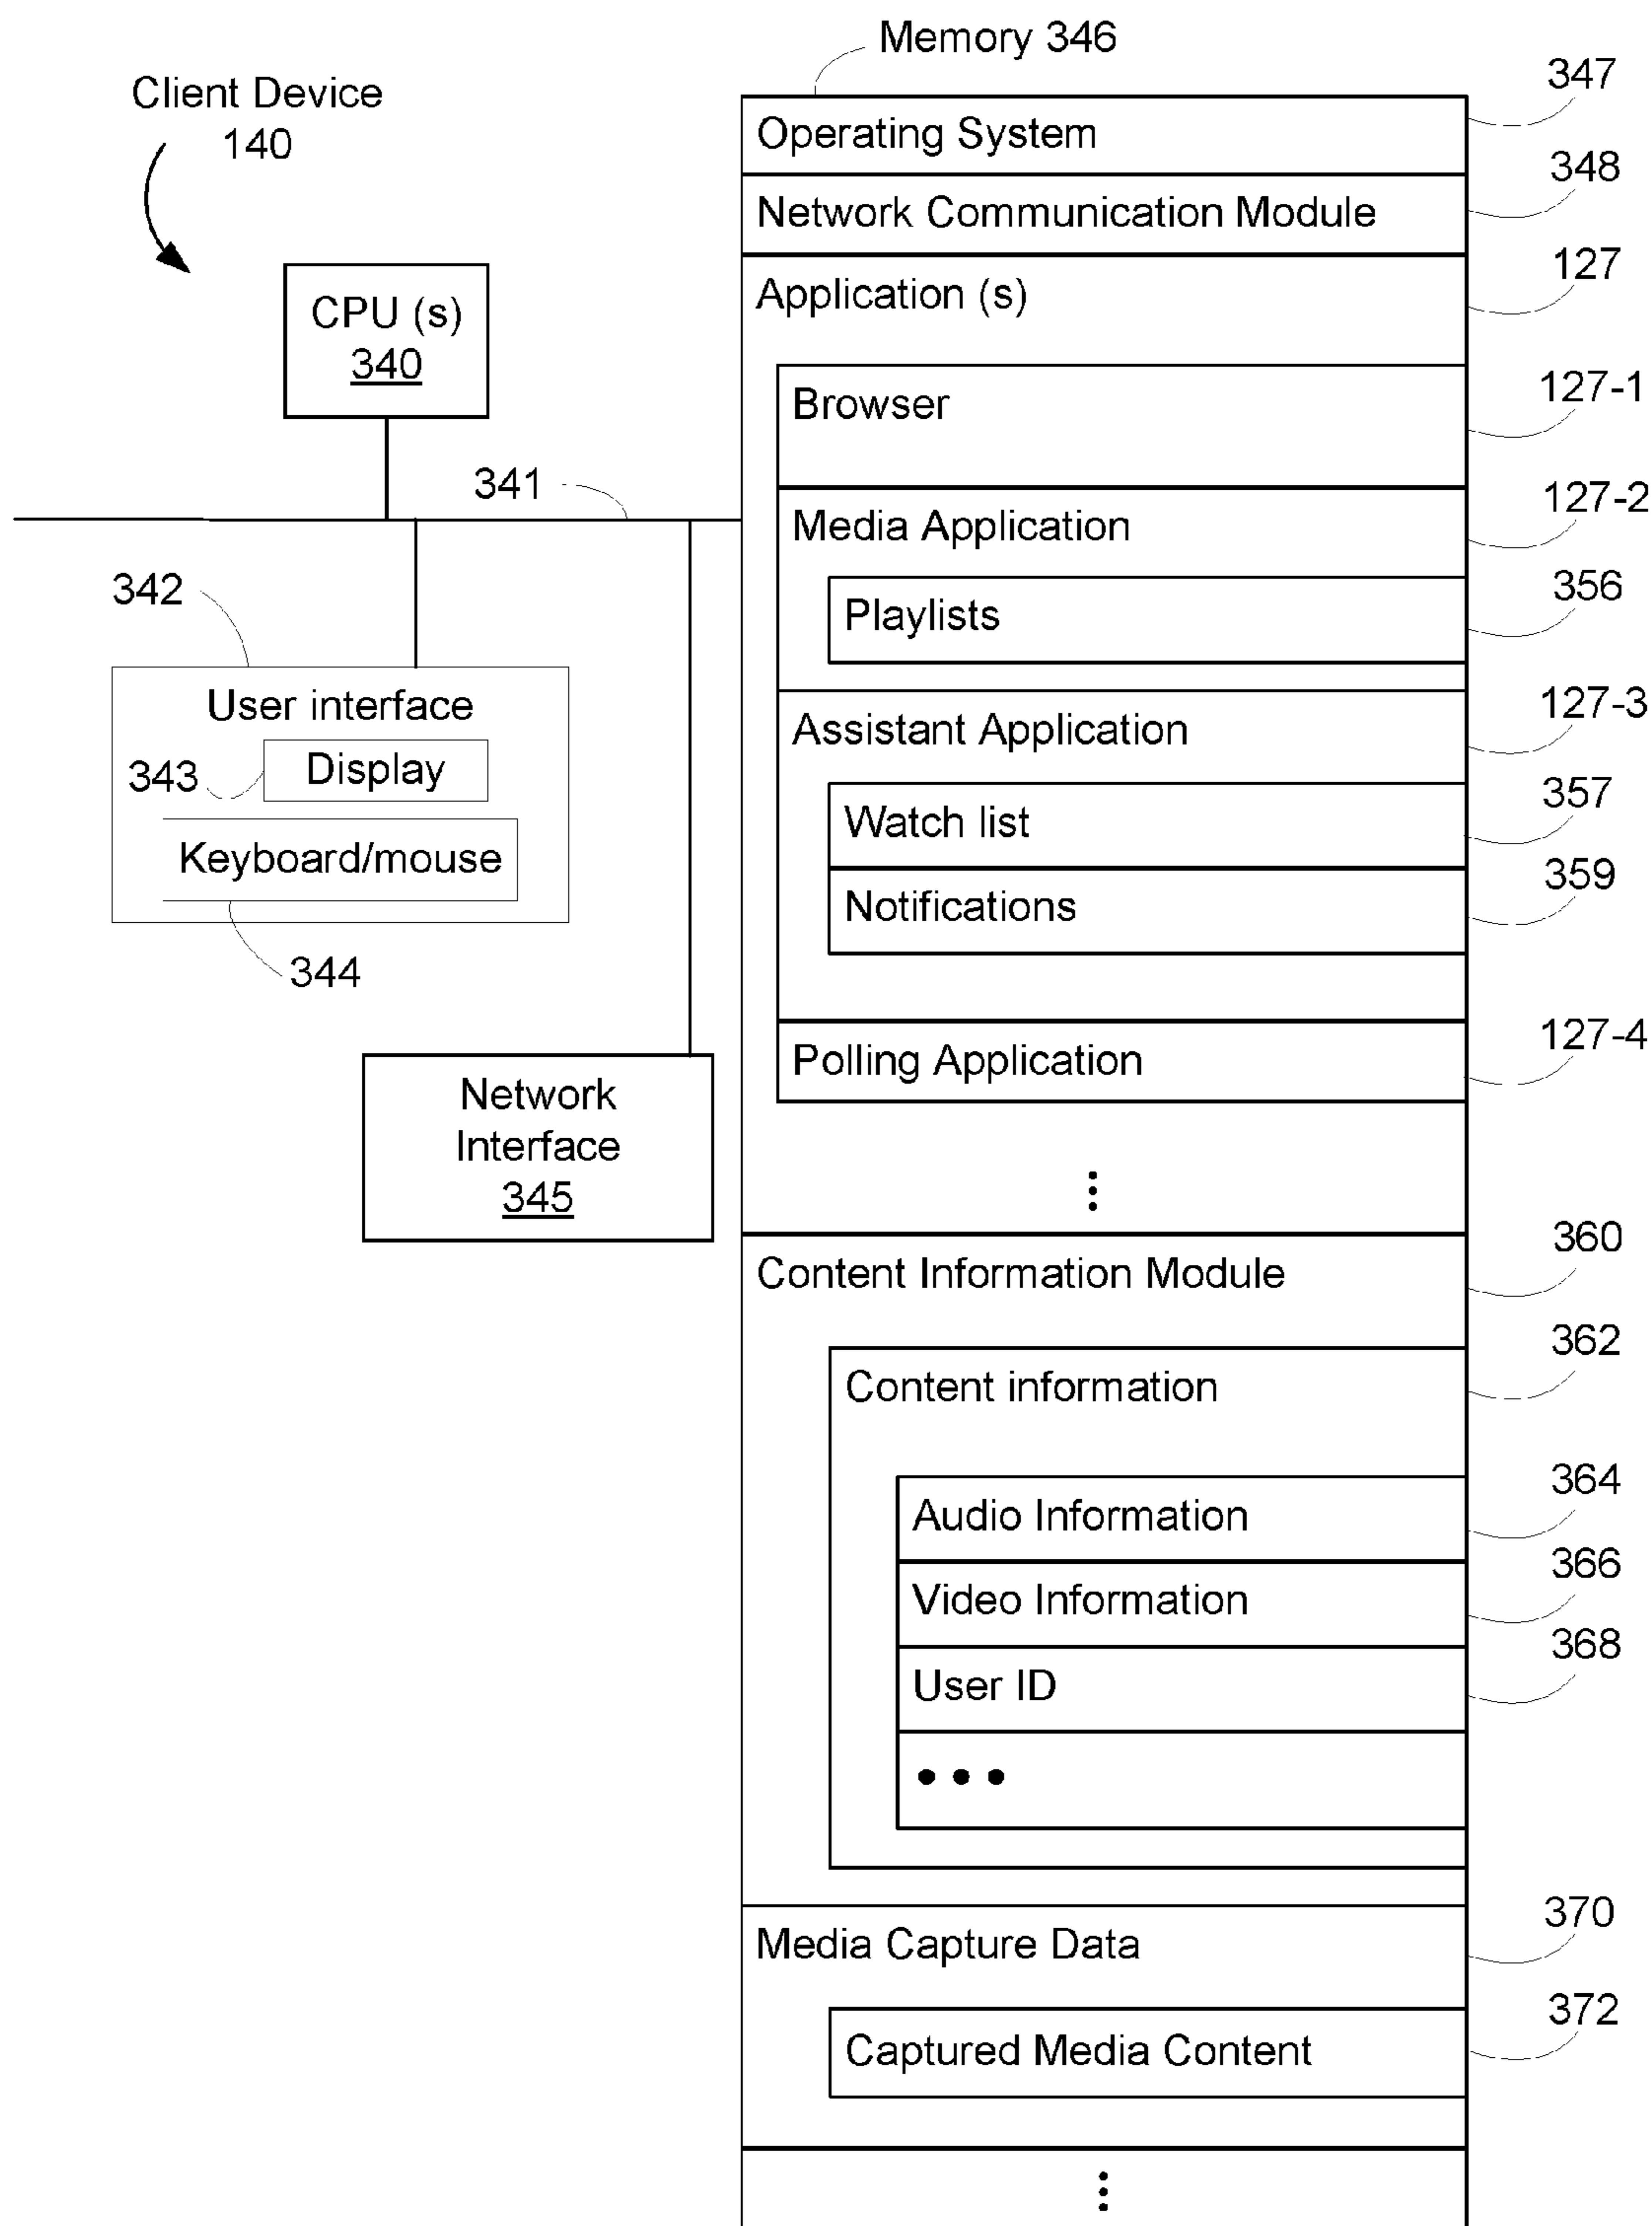 Memory 346
Client Device
140
347
Operating System
348
Network Communication Module
127
Application (s)
CPU (s)
340
127-1
Browser
341
127-2
Media Application
342
356
Playlists
User interface
127-3
Assistant Application
343
Display
357
Watch list
Keyboard/mouse
359
Notifications
344
127-4
Polling Application
Network
Interface
345
360
Content Information Module
362
Content information
364
Audio Information
366
Video Information
368
User ID
370
Media Capture Data
372
Captured Media Content